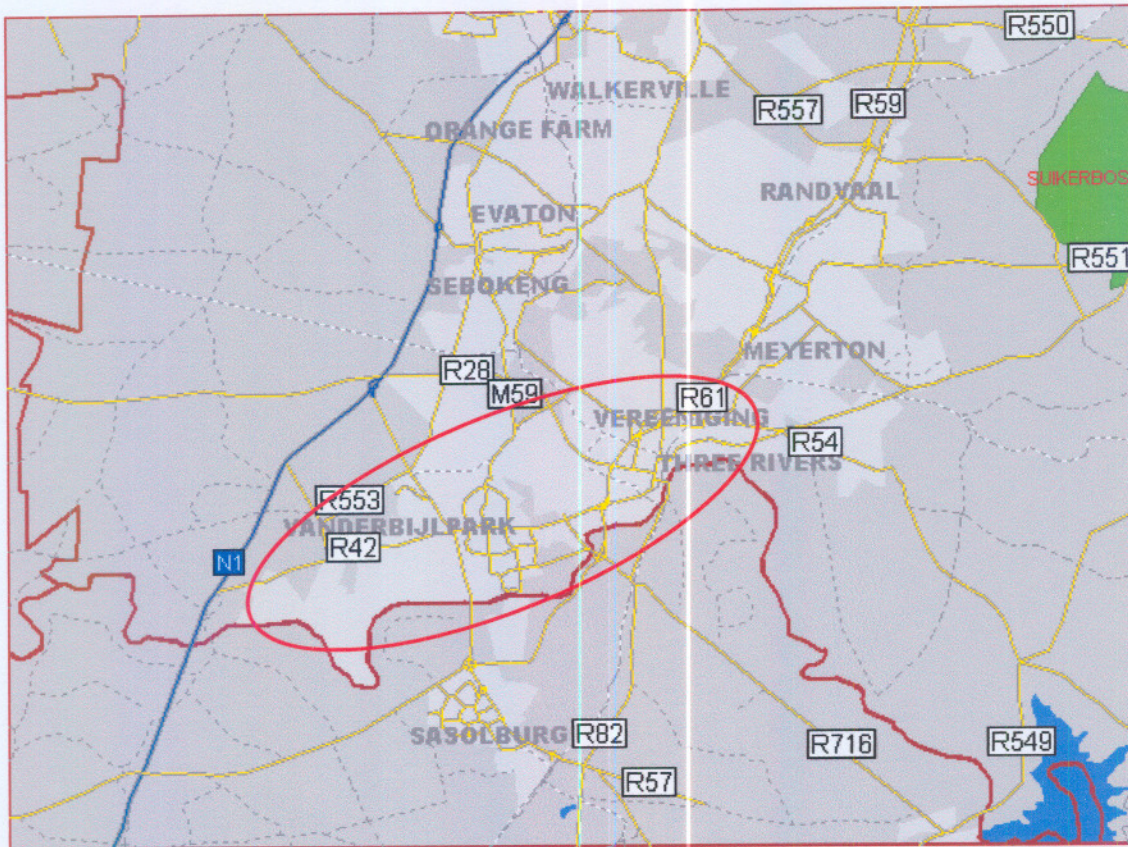 R550
WALKERVILLE
R557
R59
ORANGE FARM
SUIKERBOS
RANDVAAL
EVATON
R551
SEBOKENG
MEYERTON
R28
M59
R61
VEREENIGING
R54
THREE RIVERS
R553
VANDERBIJLPARK
R42
N1
SASOLBURG
R82
R716
R549
R57